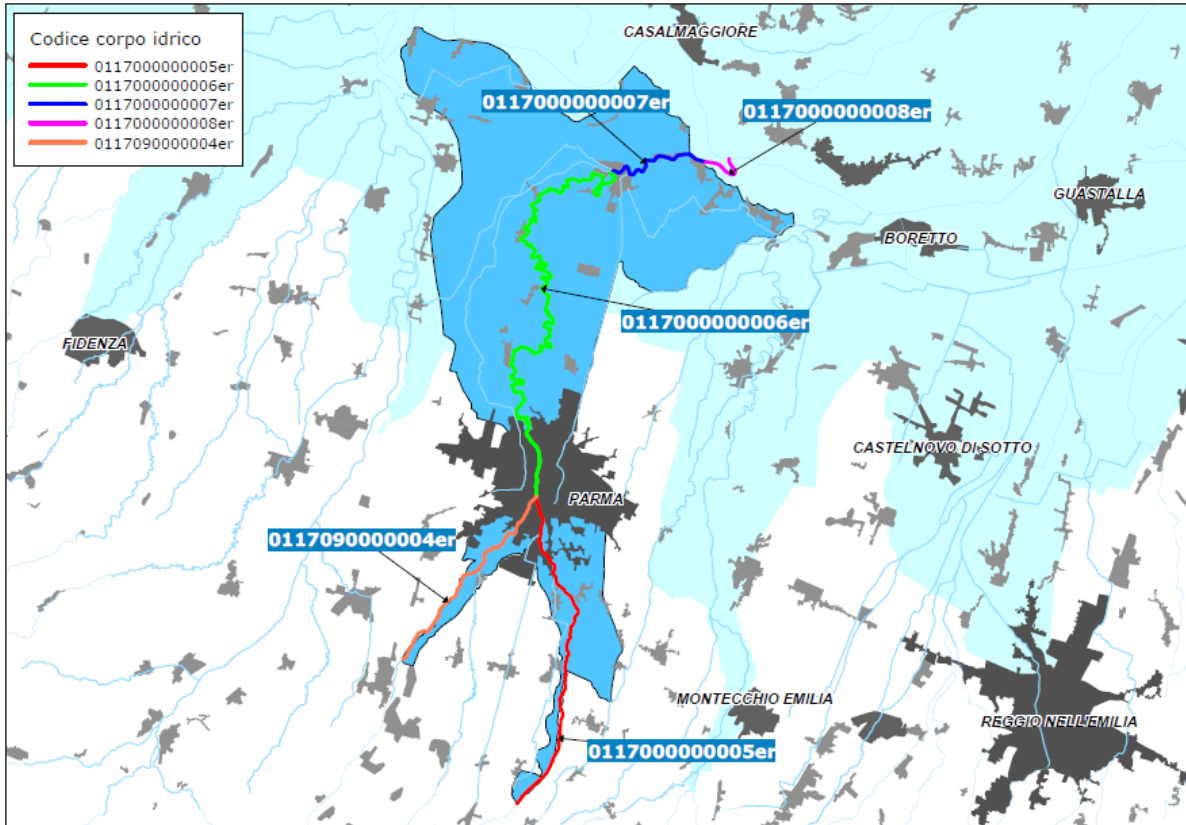 Codice corpo idrico
0117000000005er
0117000000006er
0117000000007er
0117000000008er
0117090000004er
CASALMAGGIORE
0117000000007er
0117000000008er
GUASTALLA
BORETTO
0117000000006er
FIDENZA
CASTELNOVO DI SOTTO
PARMA
0117090000004er
MONTECCHIO EMILIA
REGGIO NELL'EMILIA
0117000000005er